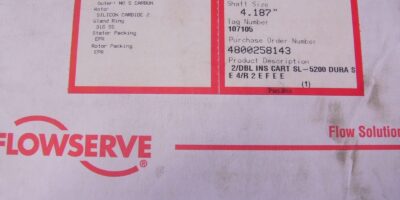 Outer: NO 5 CARBON
Rotor
SILICON CARBIDE 2
Gland Ring
316 SS
Stator Packing
EPR
Rotor Packing
EPR
Shaft Size
4.187"
Tag Number
107105
Purchase Order Number
4800258143
Product Description
2/DBL INS CART SL-5200 DURA S
E 4/R 2 E F E E
(1)
FLOWSERVE®
Flow Solution